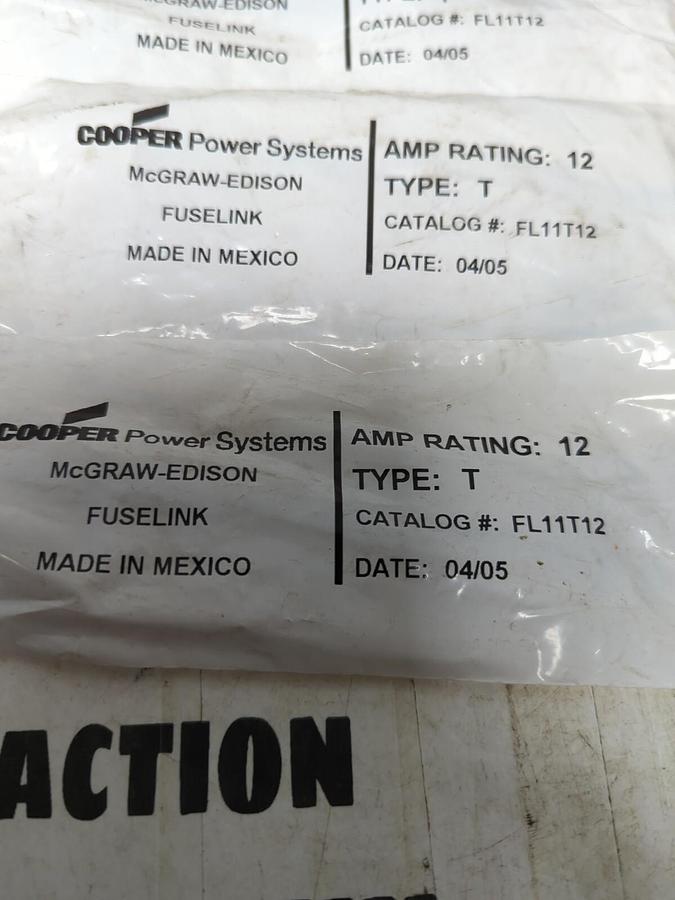 McGRAW-EDISON
FUSELINK
MADE IN MEXICO
CATALOG #: FL11T12
DATE: 04/05
COOPER Power Systems
McGRAW-EDISON
FUSELINK
MADE IN MEXICO
AMP RATING: 12
TYPE: T
CATALOG #: FL11T12
DATE: 04/05
COOPER Power Systems
McGRAW-EDISON
FUSELINK
MADE IN MEXICO
AMP RATING: 12
TYPE: T
CATALOG #: FL11T12
DATE: 04/05
ACTION